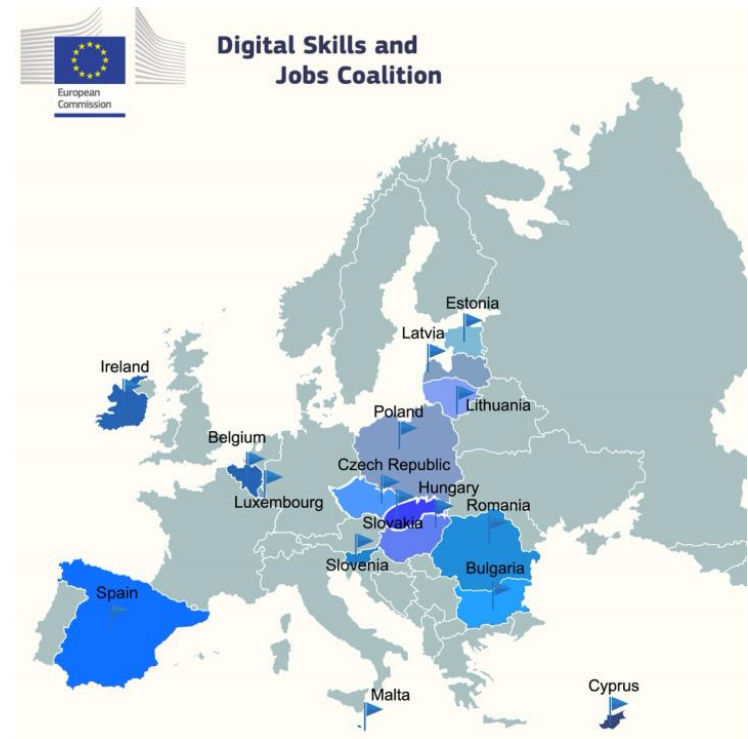 European
Commission
Digital Skills and
Jobs Coalition
Estonia
Latvia
Ireland
Lithuania
Poland
Belgium
Czech Republic
Luxembourg
Hungary
Romania
Slovakia
Slovenia
Bulgaria
Spain
Malta
Cyprus